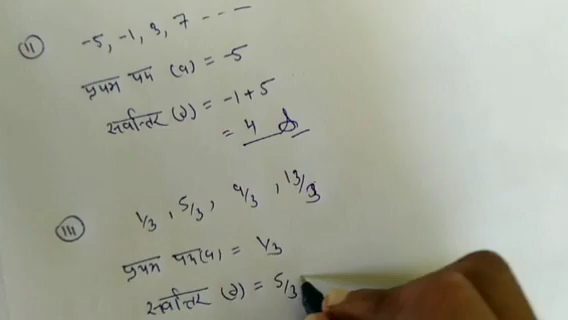 (ii) -5, -1, 3, 7 ---
प्रथम पद (a) = -5
सर्वान्तर (d) = -1 + 5
= 4
(iii) 1/3, 5/3, 9/3, 13/3
प्रथम पद (a) = 1/3
सर्वान्तर (d) = 5/3